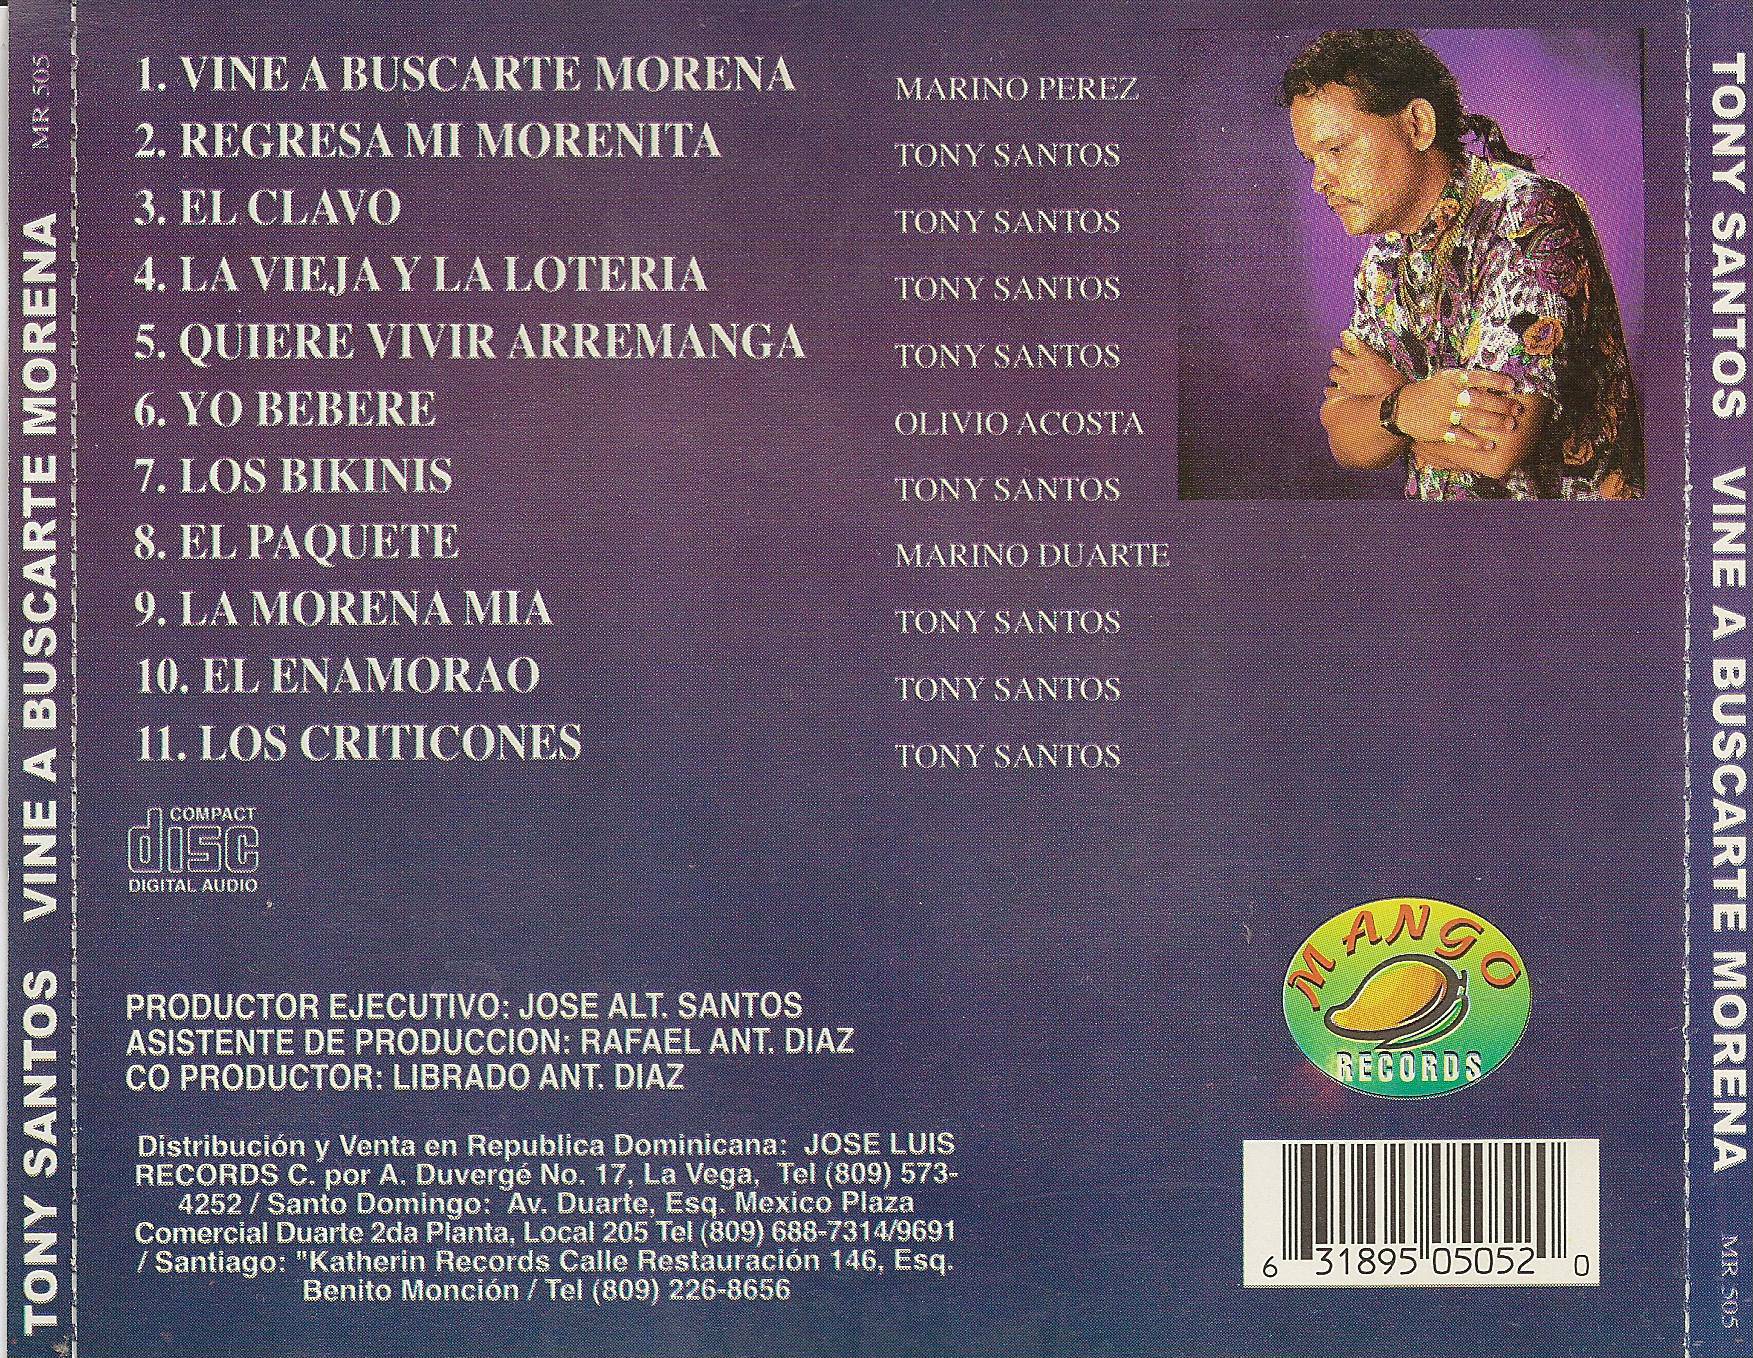 MR 505
TONY SANTOS VINE A BUSCARTE MORENA
1. VINE A BUSCARTE MORENA MARINO PEREZ
2. REGRESA MI MORENITA TONY SANTOS
3. EL CLAVO TONY SANTOS
4. LA VIEJA Y LA LOTERIA TONY SANTOS
5. QUIERE VIVIR ARREMANGA TONY SANTOS
6. YO BEBERE OLIVIO ACOSTA
7. LOS BIKINIS TONY SANTOS
8. EL PAQUETE MARINO DUARTE
9. LA MORENA MIA TONY SANTOS
10. EL ENAMORAO TONY SANTOS
11. LOS CRITICONES TONY SANTOS
COMPACT
disc
DIGITAL AUDIO
PRODUCTOR EJECUTIVO: JOSE ALT. SANTOS
ASISTENTE DE PRODUCCION: RAFAEL ANT. DIAZ
CO PRODUCTOR: LIBRADO ANT. DIAZ
Distribución y Venta en Republica Dominicana: JOSE LUIS
RECORDS C. por A. Duvergé No. 17, La Vega, Tel (809) 573-
4252 / Santo Domingo: Av. Duarte, Esq. Mexico Plaza
Comercial Duarte 2da Planta, Local 205 Tel (809) 688-7314/9691
/ Santiago: "Katherin Records Calle Restauración 146, Esq.
Benito Monción / Tel (809) 226-8656
MANGO
RECORDS
6 31895 05052 0
TONY SANTOS VINE A BUSCARTE MORENA
MR 505